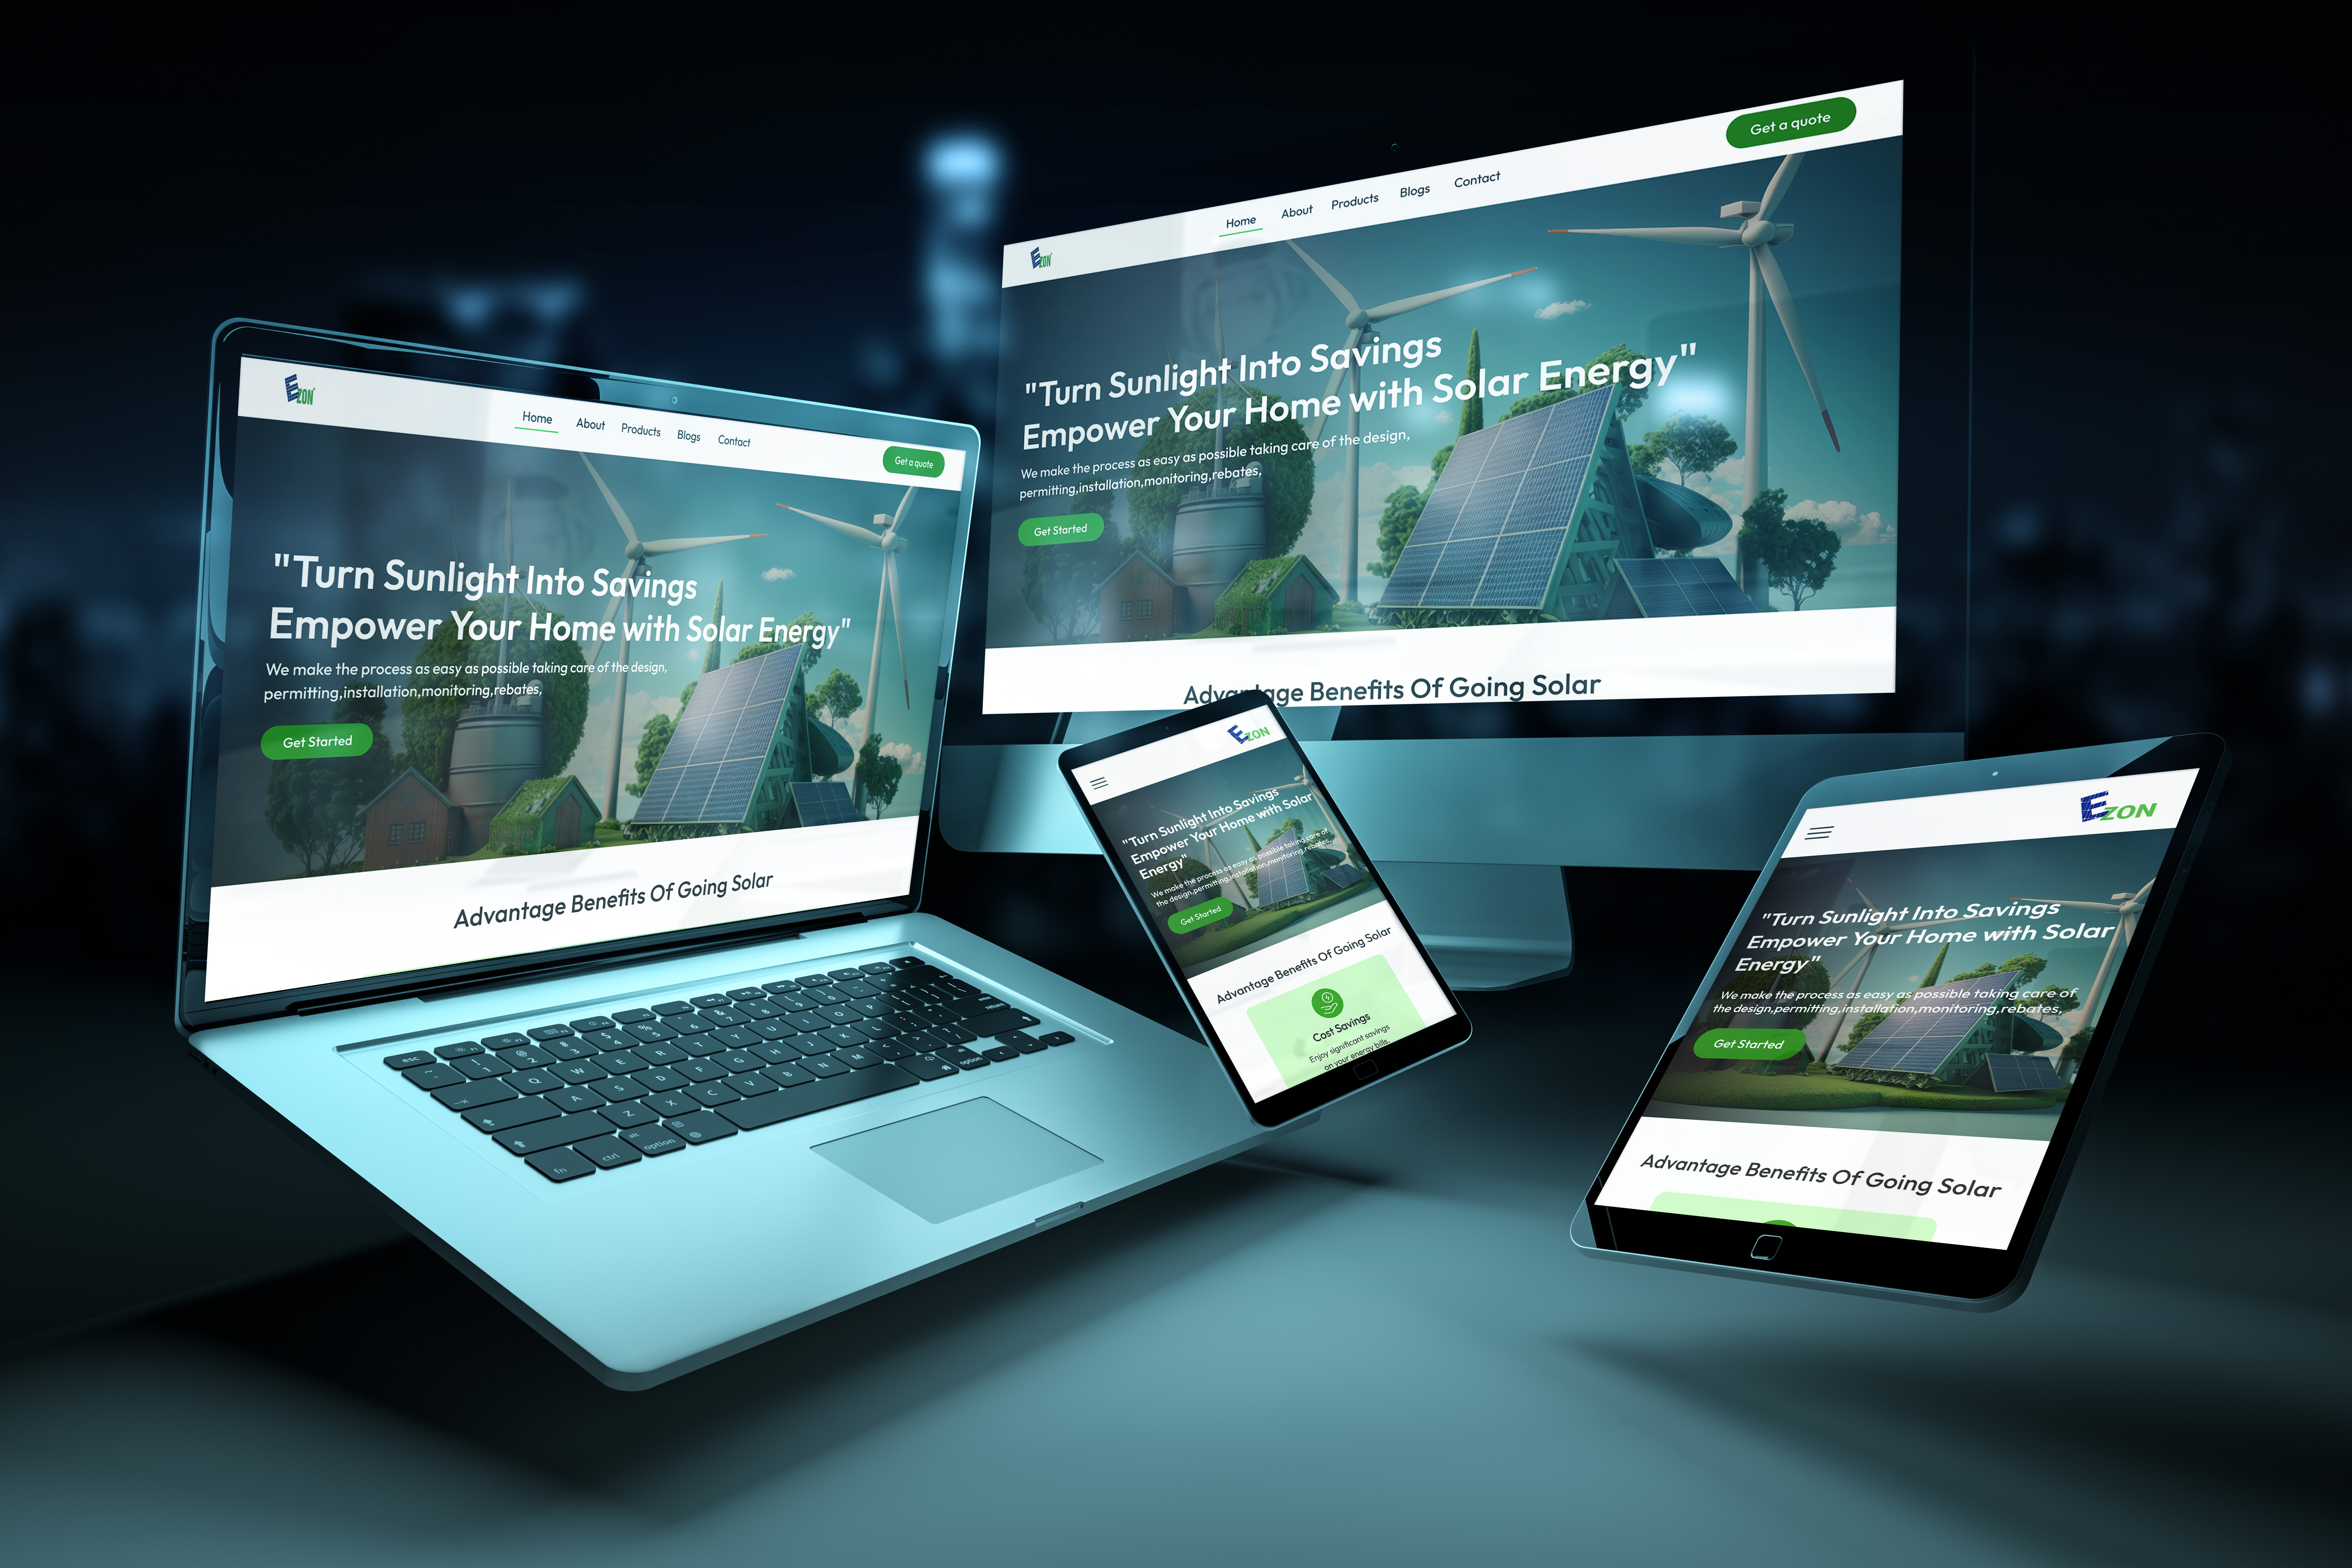 EZON
Home About Products Blogs Contact
Get a quote
"Turn Sunlight Into Savings
Empower Your Home with Solar Energy"
We make the process as easy as possible taking care of the design,
permitting,installation,monitoring,rebates,
Get Started
Advantage Benefits Of Going Solar
EZON
Home About Products Blogs Contact
Get a quote
"Turn Sunlight Into Savings
Empower Your Home with Solar Energy"
We make the process as easy as possible taking care of the design,
permitting,installation,monitoring,rebates,
Get Started
Advantage Benefits Of Going Solar
EZON
"Turn Sunlight Into Savings
Empower Your Home with Solar
Energy"
We make the process as easy as possible taking care of
the design,permitting,installation,monitoring,rebates,
Get Started
Advantage Benefits Of Going Solar
Cost Savings
Enjoy significant savings
on your energy bills.
EZON
"Turn Sunlight Into Savings
Empower Your Home with Solar
Energy"
We make the process as easy as possible taking care of
the design,permitting,installation,monitoring,rebates,
Get Started
Advantage Benefits Of Going Solar
esc
Q W E R T Y U I O P
A S D F G H J K L
Z X C V B N M
fn ctrl option option